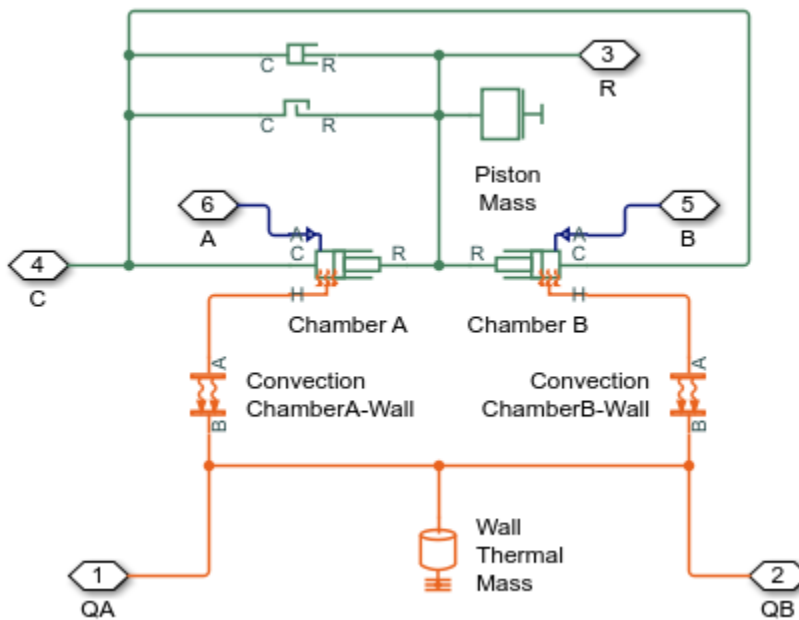 C R
3
R
C R
Piston
Mass
6
A
5
B
A
C R
R A
C
4
C
H
H
Chamber A
Chamber B
A
A
Convection
ChamberA-Wall
Convection
ChamberB-Wall
B
B
Wall
Thermal
Mass
1
QA
2
QB